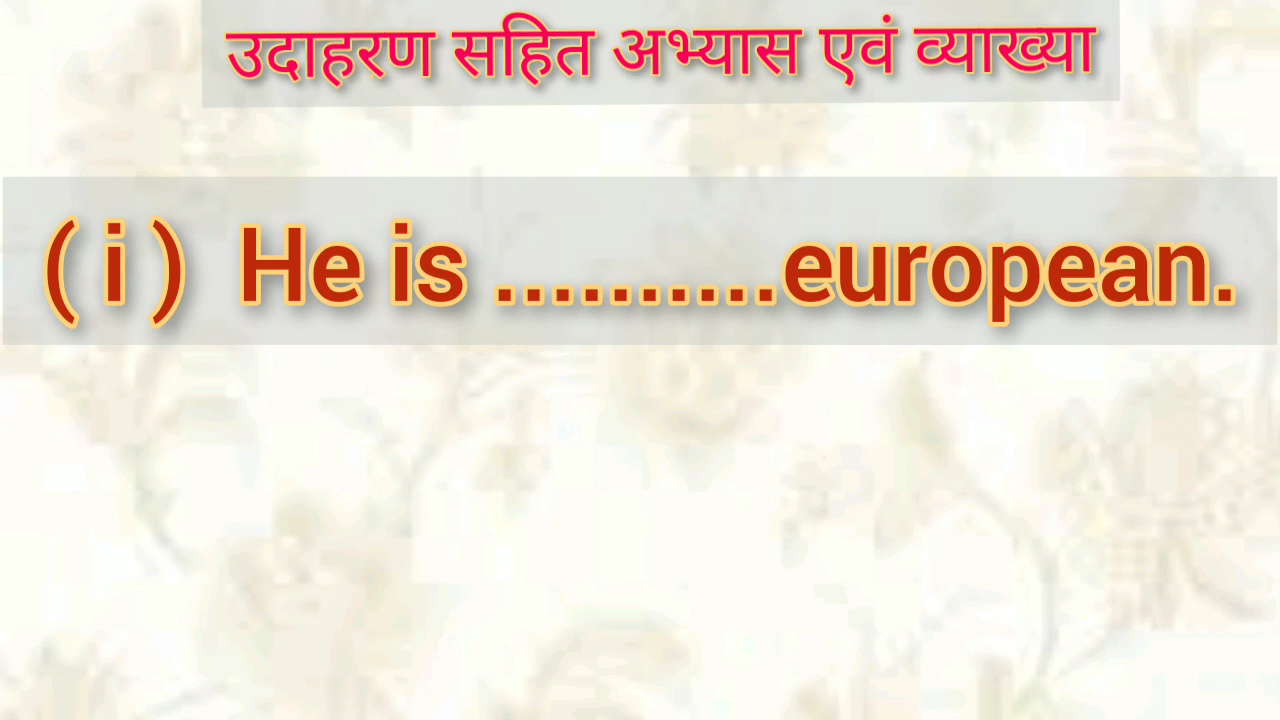 उदाहरण सहित अभ्यास एवं व्याख्या
( i ) He is ..........european.